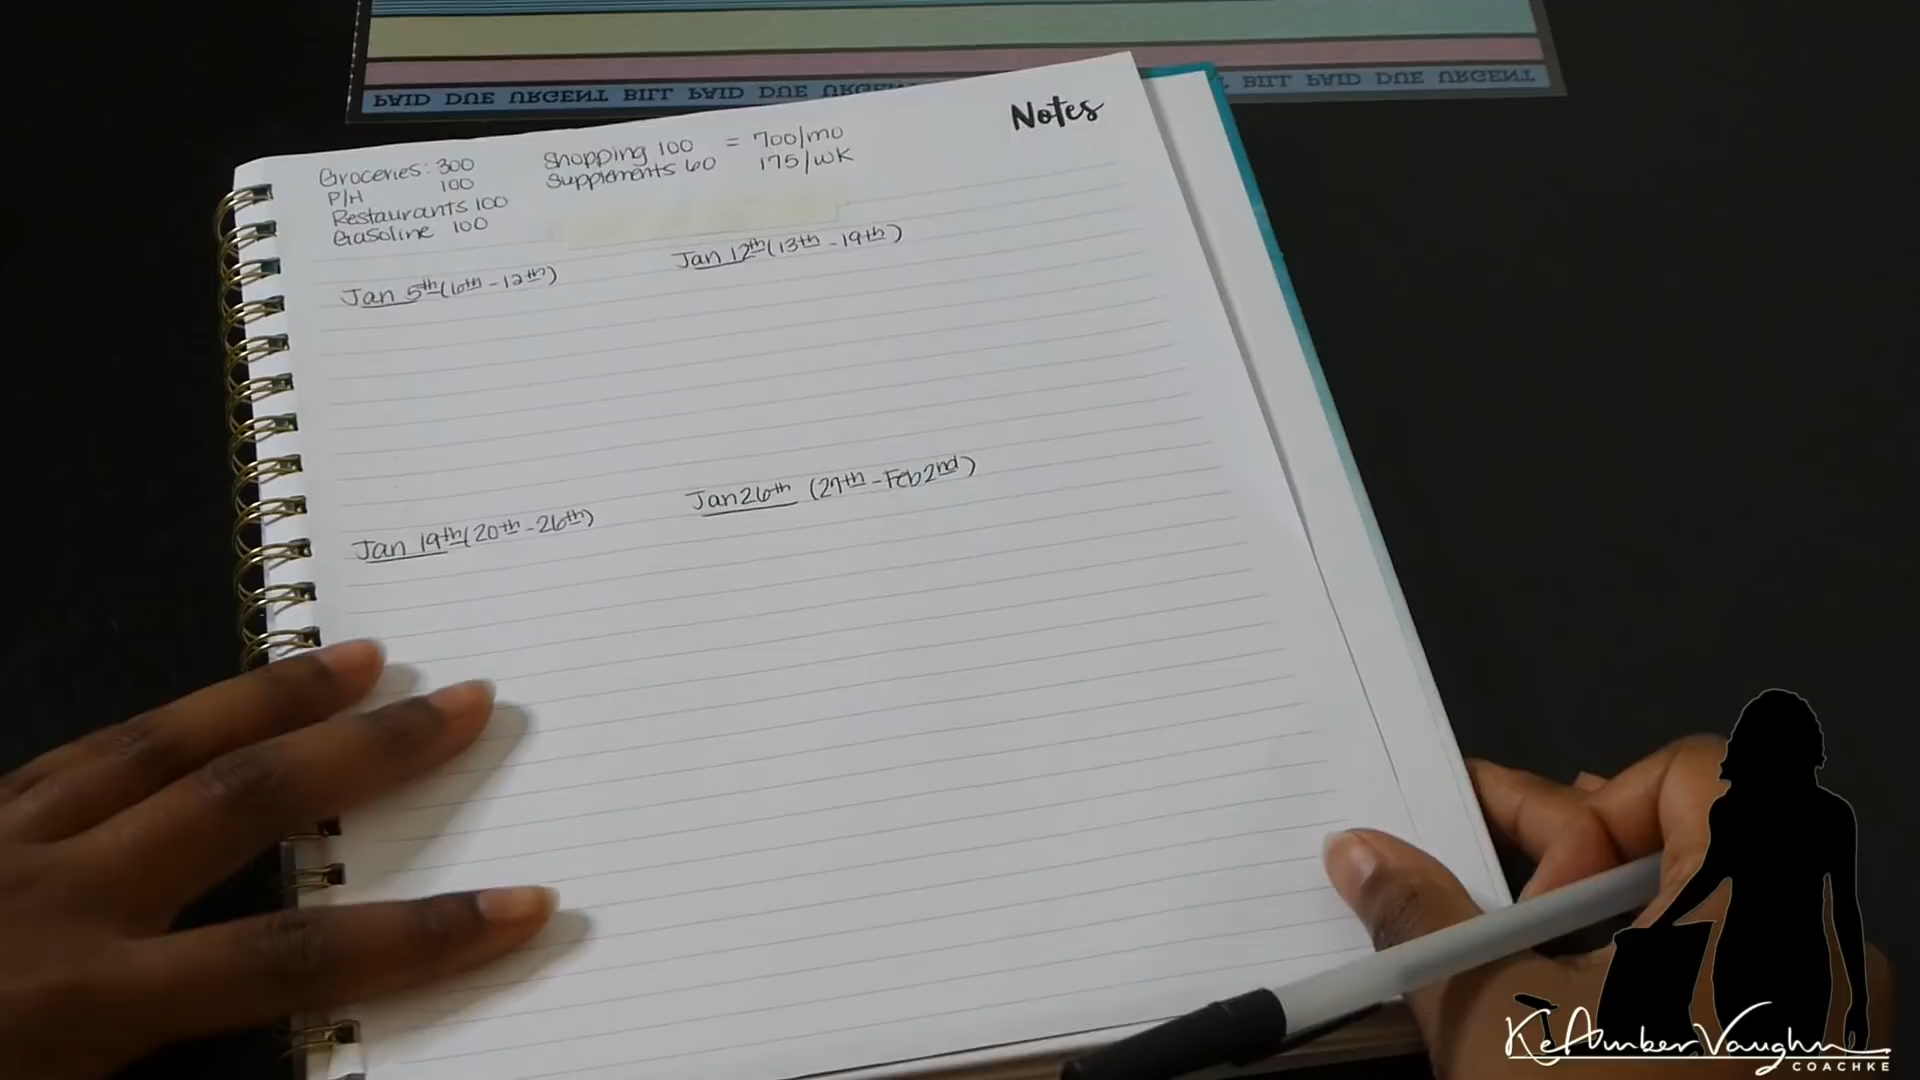 PAID DUE URGENT BILL PAID DUE URGENT BILL PAID DUE URGENT
Notes
Groceries: 300
P/H 100
Restaurants 100
Gasoline 100
Shopping 100 = 700/mo
Supplements 60 175/wk
Jan 5th (6th - 12th)
Jan 12th (13th - 19th)
Jan 19th (20th - 26th)
Jan 26th (27th - Feb 2nd)
KeAmber Vaughn
COACHKE